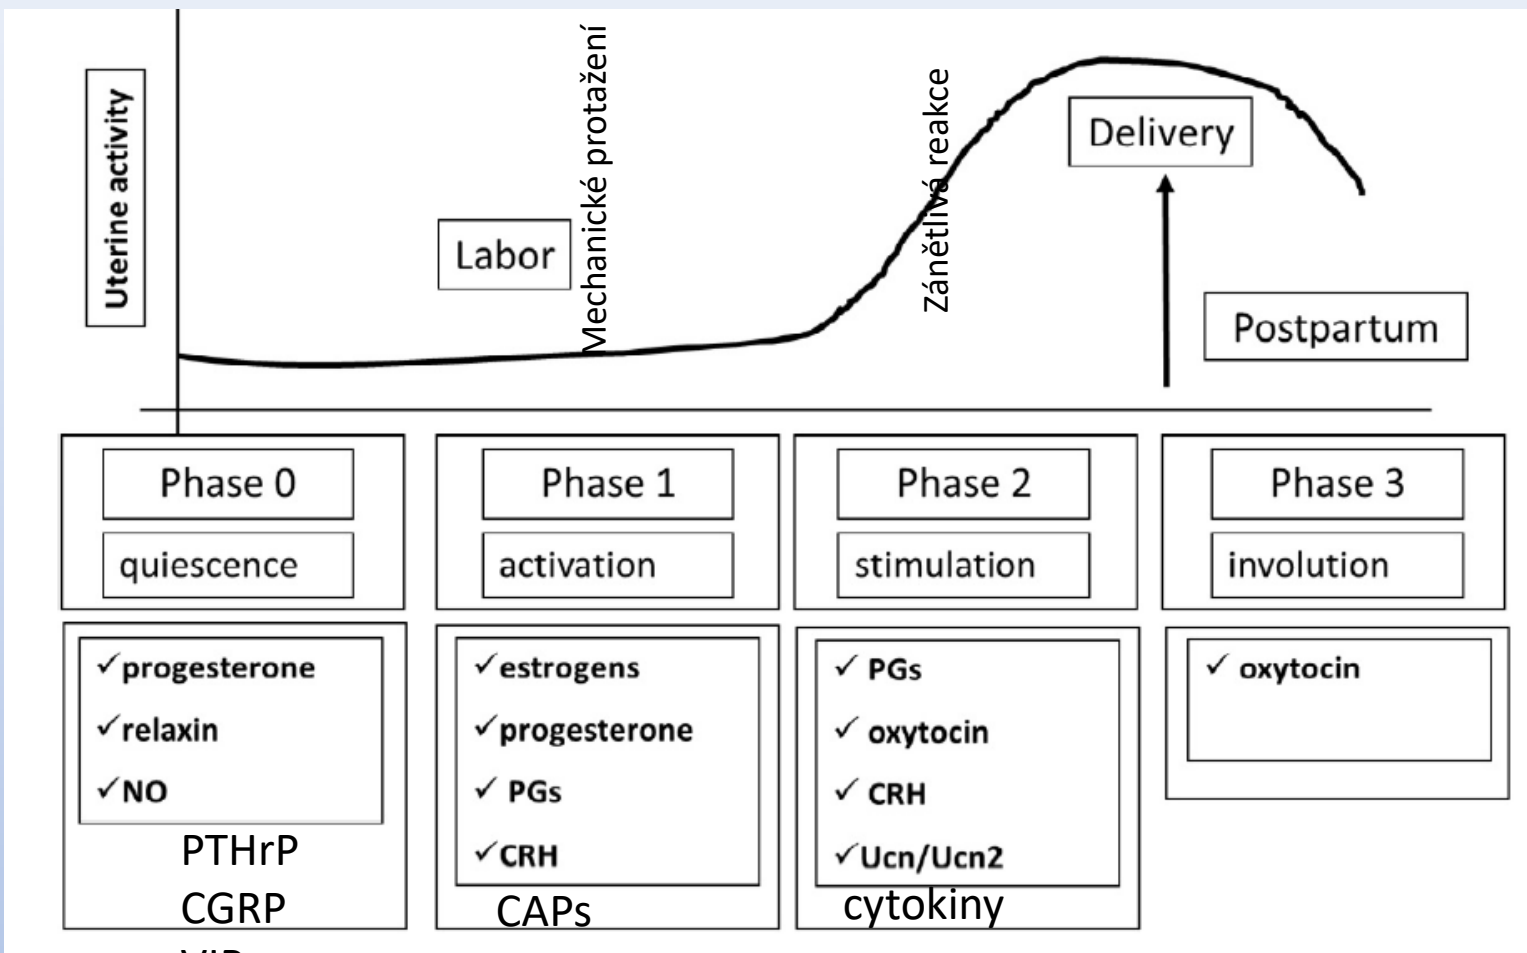 Uterine activity
Labor
Mechanické protažení
Zánětlivá reakce
Delivery
Postpartum
Phase 0
quiescence
✓progesterone
✓relaxin
✓NO
PTHrP
CGRP
Phase 1
activation
✓estrogens
✓progesterone
✓ PGs
✓CRH
CAPs
Phase 2
stimulation
✓ PGs
✓ oxytocin
✓ CRH
✓Ucn/Ucn2
cytokiny
Phase 3
involution
✓ oxytocin